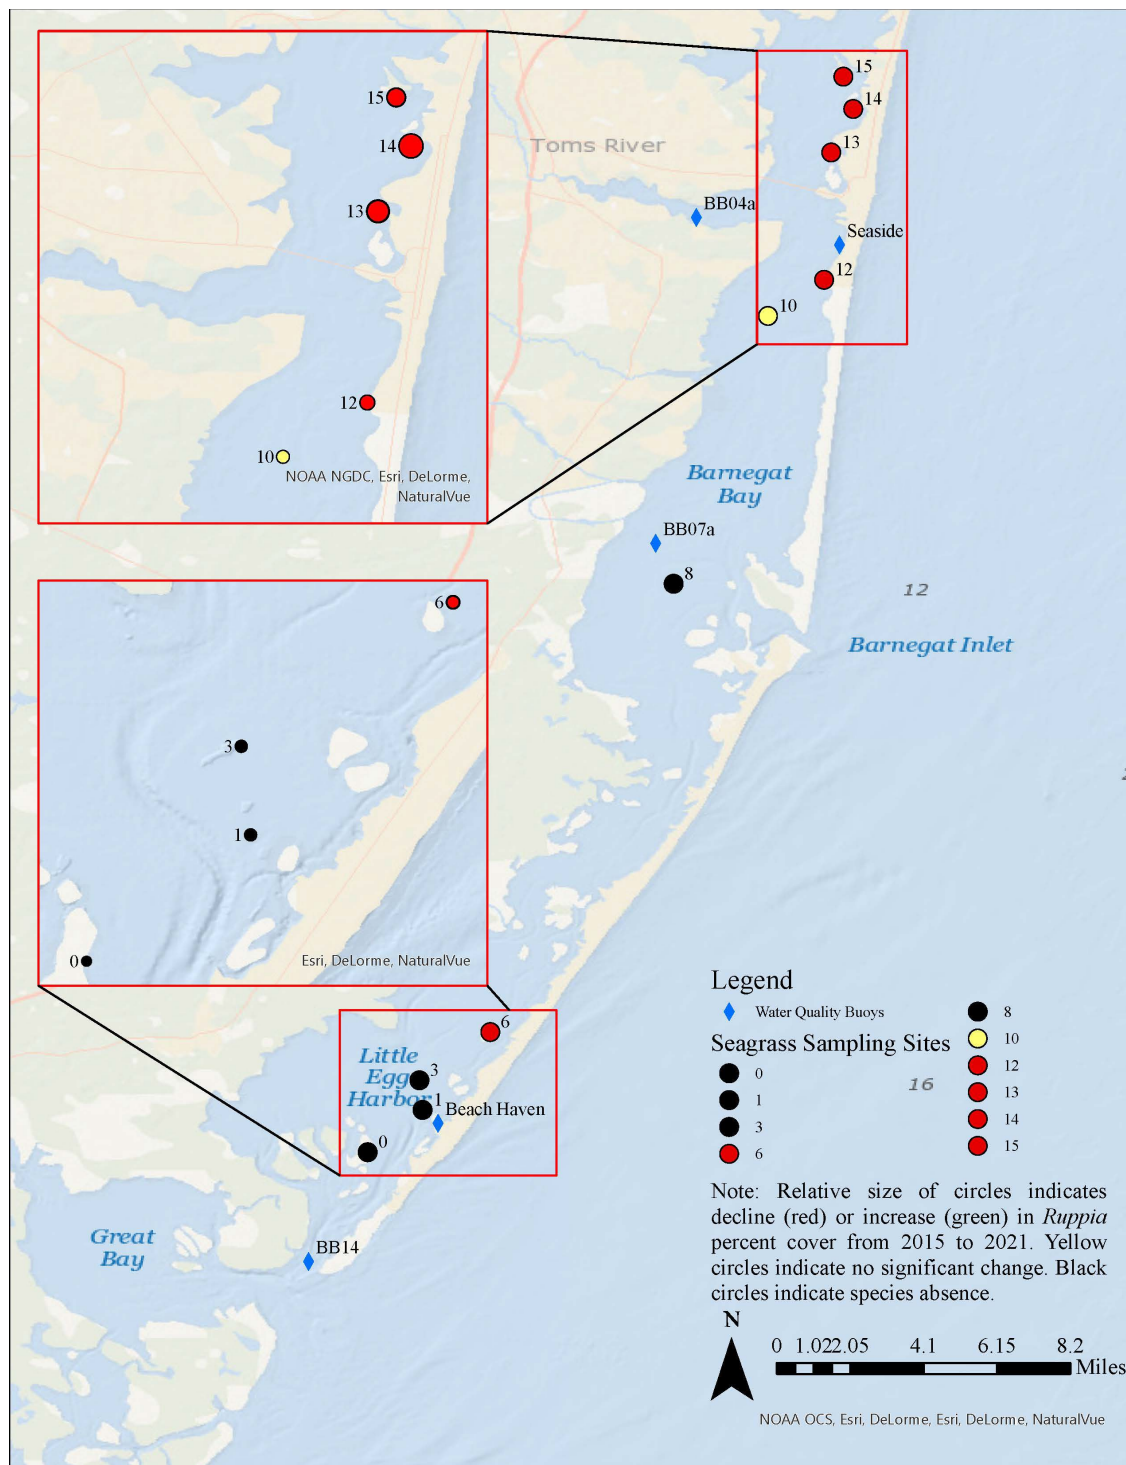 15
14
13
12
10
NOAA NGDC, Esri, DeLorme,
NaturalVue
Toms River
BB04a
15
14
13
Seaside
12
10
Barnegat
Bay
BB07a
8
12
Barnegat Inlet
6
3
1
0
Esri, DeLorme, NaturalVue
6
Little
Egg
Harbor
3
1
Beach Haven
0
Great
Bay
BB14
16
Legend
Water Quality Buoys
Seagrass Sampling Sites
0
1
3
6
8
10
12
13
14
15
Note: Relative size of circles indicates
decline (red) or increase (green) in Ruppia
percent cover from 2015 to 2021. Yellow
circles indicate no significant change. Black
circles indicate species absence.
N
0 1.022.05 4.1 6.15 8.2
Miles
NOAA OCS, Esri, DeLorme, Esri, DeLorme, NaturalVue